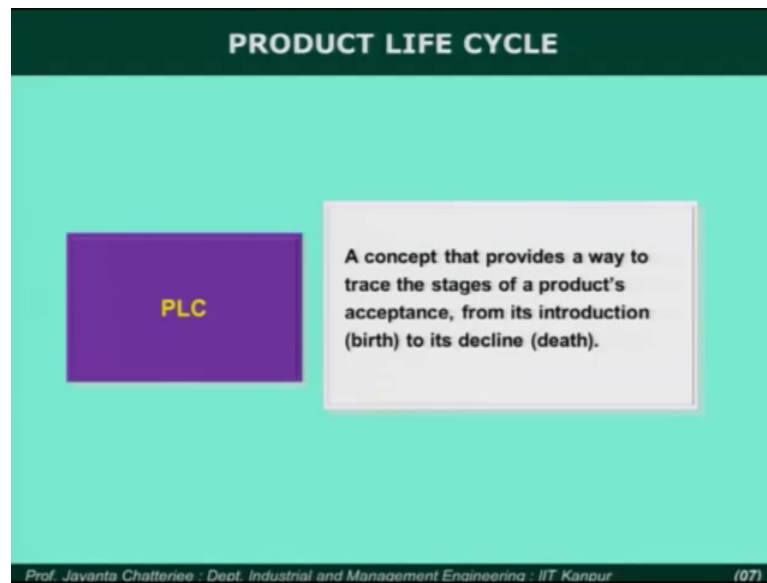 PRODUCT LIFE CYCLE
PLC
A concept that provides a way to
trace the stages of a product's
acceptance, from its introduction
(birth) to its decline (death).
Prof. Jayanta Chatterjee : Dept. Industrial and Management Engineering : IIT Kanpur (07)